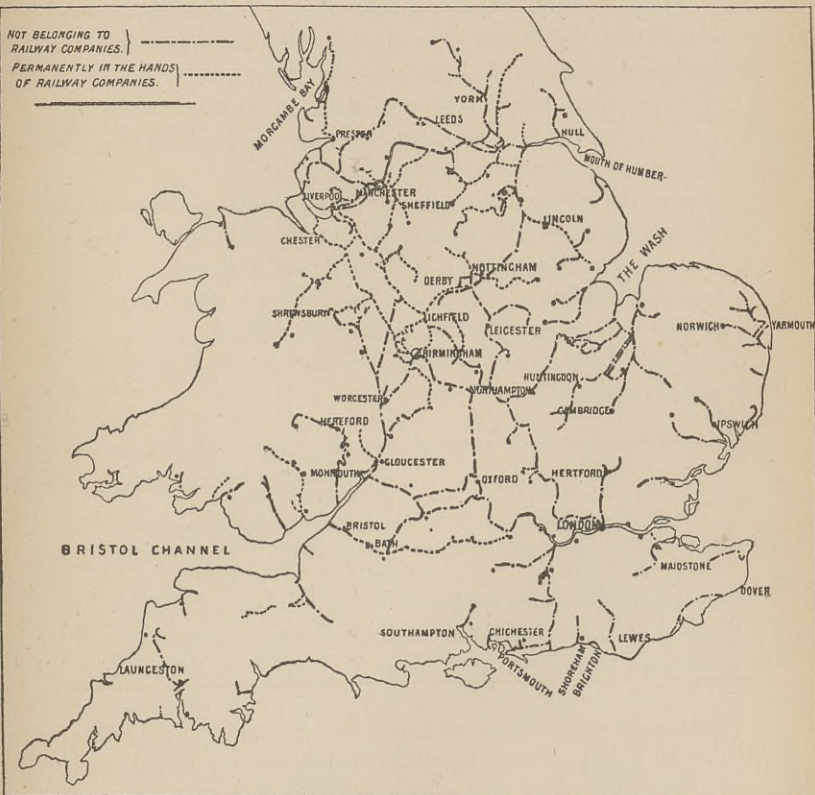 NOT BELONGING TO
RAILWAY COMPANIES.
PERMANENTLY IN THE HANDS
OF RAILWAY COMPANIES.
MORCAMBE BAY
YORK
LEEDS
PRESTON
HULL
MOUTH OF HUMBER
LIVERPOOL
MANCHESTER
SHEFFIELD
LINCOLN
CHESTER
THE WASH
NOTTINGHAM
DERBY
SHREWSBURY
LICHFIELD
LEICESTER
NORWICH
YARMOUTH
BIRMINGHAM
HUNTINGDON
NORTHAMPTON
WORCESTER
CAMBRIDGE
HEREFORD
IPSWICH
GLOUCESTER
MONMOUTH
OXFORD
HERTFORD
BRISTOL
LONDON
BRISTOL CHANNEL
BATH
MAIDSTONE
DOVER
SOUTHAMPTON
CHICHESTER
LEWES
PORTSMOUTH
SHOREHAM
BRIGHTON
LAUNCESTON